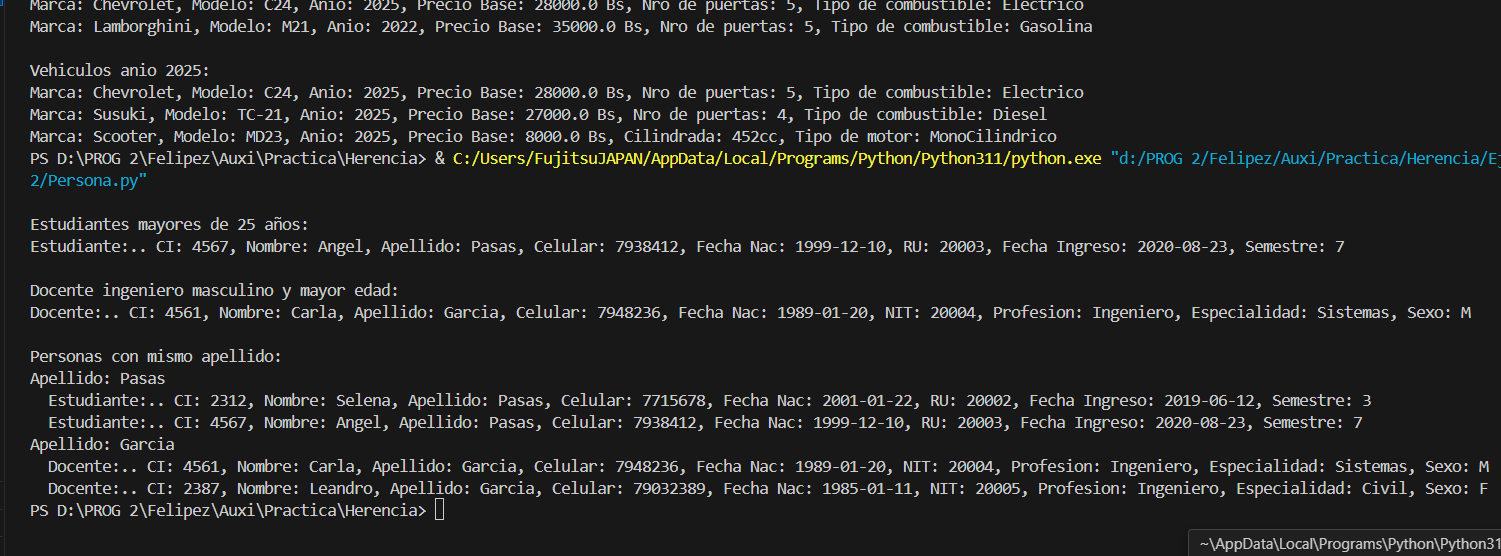 Marca: Chevrolet, Modelo: C24, Anio: 2025, Precio Base: 28000.0 Bs, Nro de puertas: 5, Tipo de combustible: Electrico
Marca: Lamborghini, Modelo: M21, Anio: 2022, Precio Base: 35000.0 Bs, Nro de puertas: 5, Tipo de combustible: Gasolina
Vehiculos anio 2025:
Marca: Chevrolet, Modelo: C24, Anio: 2025, Precio Base: 28000.0 Bs, Nro de puertas: 5, Tipo de combustible: Electrico
Marca: Susuki, Modelo: TC-21, Anio: 2025, Precio Base: 27000.0 Bs, Nro de puertas: 4, Tipo de combustible: Diesel
Marca: Scooter, Modelo: MD23, Anio: 2025, Precio Base: 8000.0 Bs, Cilindrada: 452cc, Tipo de motor: MonoCilindrico
PS D:\PROG 2\Felipez\Auxi\Practica\Herencia> & C:/Users/FujitsuJAPAN/AppData/Local/Programs/Python/Python311/python.exe "d:/PROG 2/Felipez/Auxi/Practica/Herencia/Ej
2/Persona.py"
Estudiantes mayores de 25 años:
Estudiante:.. CI: 4567, Nombre: Angel, Apellido: Pasas, Celular: 7938412, Fecha Nac: 1999-12-10, RU: 20003, Fecha Ingreso: 2020-08-23, Semestre: 7
Docente ingeniero masculino y mayor edad:
Docente:.. CI: 4561, Nombre: Carla, Apellido: Garcia, Celular: 7948236, Fecha Nac: 1989-01-20, NIT: 20004, Profesion: Ingeniero, Especialidad: Sistemas, Sexo: M
Personas con mismo apellido:
Apellido: Pasas
Estudiante:.. CI: 2312, Nombre: Selena, Apellido: Pasas, Celular: 7715678, Fecha Nac: 2001-01-22, RU: 20002, Fecha Ingreso: 2019-06-12, Semestre: 3
Estudiante:.. CI: 4567, Nombre: Angel, Apellido: Pasas, Celular: 7938412, Fecha Nac: 1999-12-10, RU: 20003, Fecha Ingreso: 2020-08-23, Semestre: 7
Apellido: Garcia
Docente:.. CI: 4561, Nombre: Carla, Apellido: Garcia, Celular: 7948236, Fecha Nac: 1989-01-20, NIT: 20004, Profesion: Ingeniero, Especialidad: Sistemas, Sexo: M
Docente:.. CI: 2387, Nombre: Leandro, Apellido: Garcia, Celular: 79032389, Fecha Nac: 1985-01-11, NIT: 20005, Profesion: Ingeniero, Especialidad: Civil, Sexo: F
PS D:\PROG 2\Felipez\Auxi\Practica\Herencia>
~\AppData\Local\Programs\Python\Python31